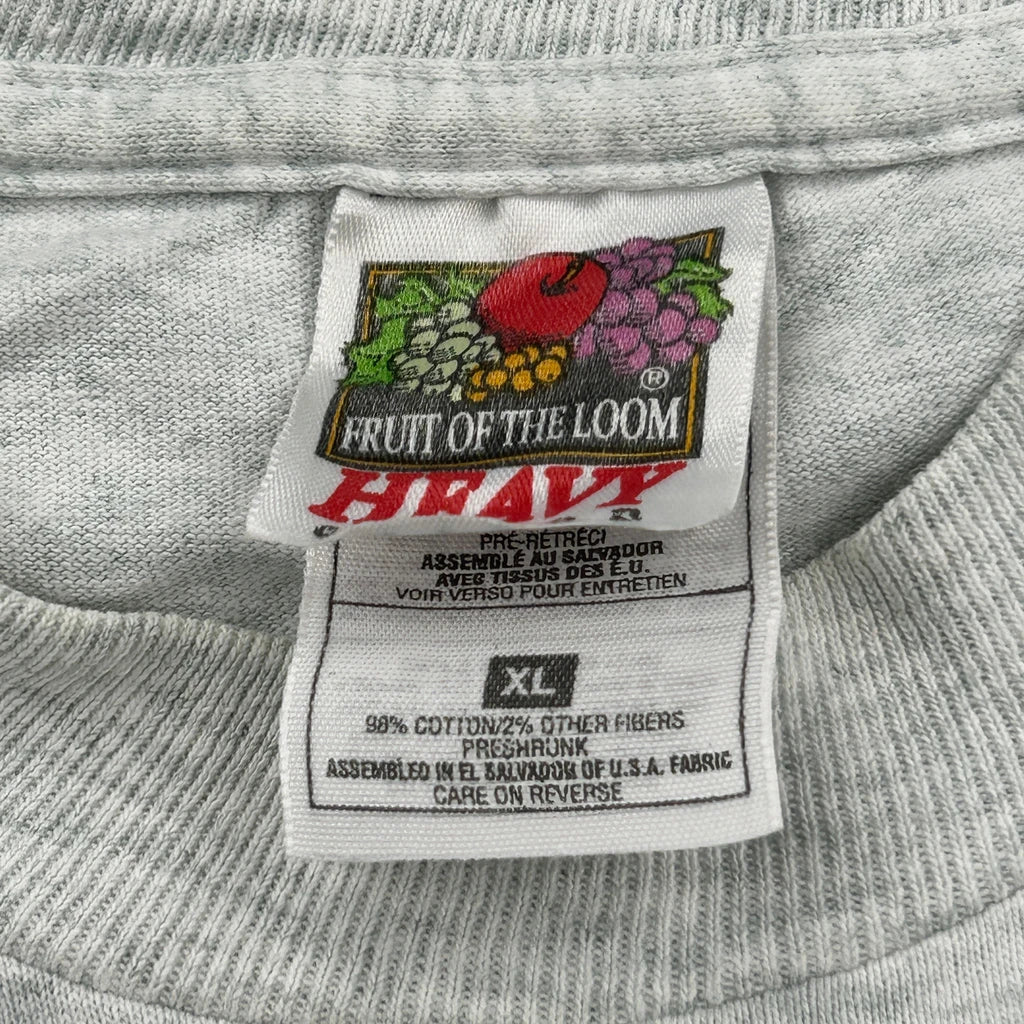 ®
FRUIT OF THE LOOM
HEAVY
PRÉ-RÉTRÉCI
ASSEMBLÉ AU SALVADOR
AVEC TISSUS DES É.U.
VOIR VERSO POUR ENTRETIEN
XL
98% COTTON/2% OTHER FIBERS
PRESHRUNK
ASSEMBLED IN EL SALVADOR OF U.S.A. FABRIC
CARE ON REVERSE